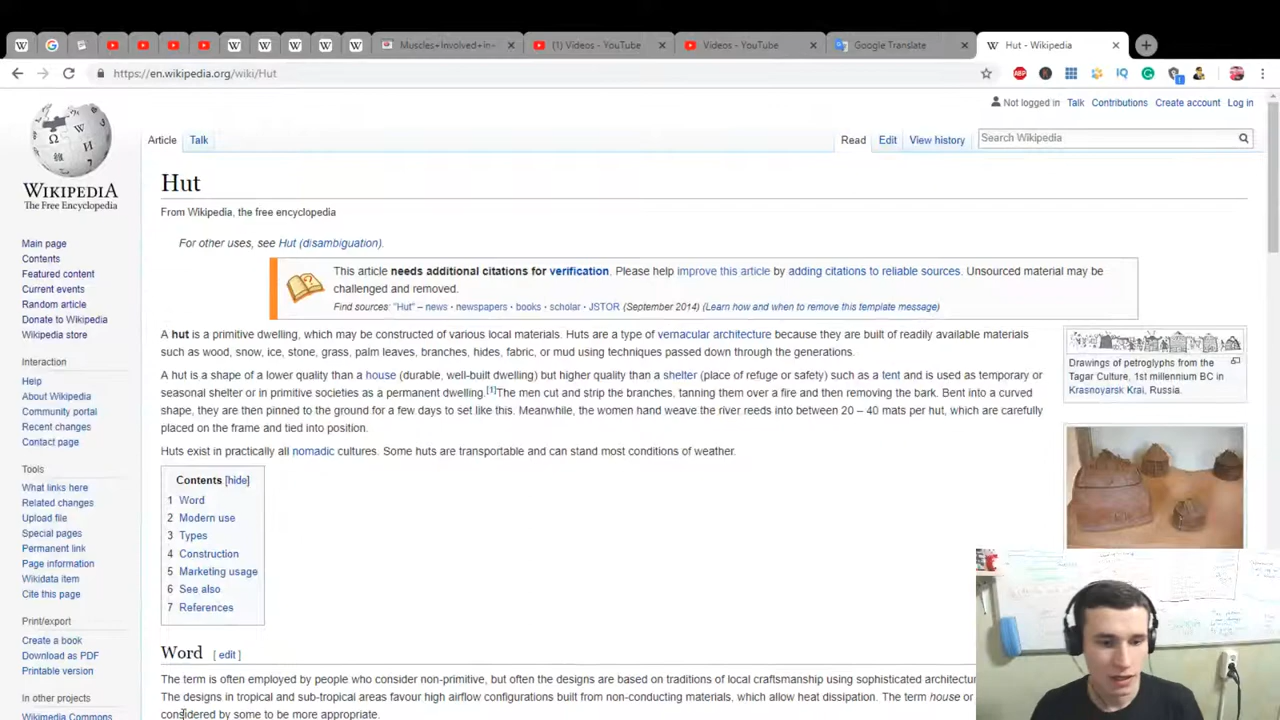 Muscles+Involved+in+
(1) Videos - YouTube
Videos - YouTube
Google Translate
Hut - Wikipedia
https://en.wikipedia.org/wiki/Hut
ABP
Not logged in Talk Contributions Create account Log in
Article Talk
Read Edit View history
Search Wikipedia
WIKIPEDIA
The Free Encyclopedia
Main page
Contents
Featured content
Current events
Random article
Donate to Wikipedia
Wikipedia store
Interaction
Help
About Wikipedia
Community portal
Recent changes
Contact page
Tools
What links here
Related changes
Upload file
Special pages
Permanent link
Page information
Wikidata item
Cite this page
Print/export
Create a book
Download as PDF
Printable version
In other projects
Wikimedia Commons
Hut
From Wikipedia, the free encyclopedia
For other uses, see Hut (disambiguation).
This article needs additional citations for verification. Please help improve this article by adding citations to reliable sources. Unsourced material may be
challenged and removed.
Find sources: "Hut" – news · newspapers · books · scholar · JSTOR (September 2014) (Learn how and when to remove this template message)
A hut is a primitive dwelling, which may be constructed of various local materials. Huts are a type of vernacular architecture because they are built of readily available materials
such as wood, snow, ice, stone, grass, palm leaves, branches, hides, fabric, or mud using techniques passed down through the generations.
A hut is a shape of a lower quality than a house (durable, well-built dwelling) but higher quality than a shelter (place of refuge or safety) such as a tent and is used as temporary or
seasonal shelter or in primitive societies as a permanent dwelling.[1]The men cut and strip the branches, tanning them over a fire and then removing the bark. Bent into a curved
shape, they are then pinned to the ground for a few days to set like this. Meanwhile, the women hand weave the river reeds into between 20 – 40 mats per hut, which are carefully
placed on the frame and tied into position.
Huts exist in practically all nomadic cultures. Some huts are transportable and can stand most conditions of weather.
Drawings of petroglyphs from the
Tagar Culture, 1st millennium BC in
Krasnoyarsk Krai, Russia.
Contents [hide]
1 Word
2 Modern use
3 Types
4 Construction
5 Marketing usage
6 See also
7 References
Word [ edit ]
The term is often employed by people who consider non-primitive, but often the designs are based on traditions of local craftsmanship using sophisticated
The designs in tropical and sub-tropical areas favour high airflow configurations built from non-conducting materials, which allow heat dissipation. The term house or
considered by some to be more appropriate.